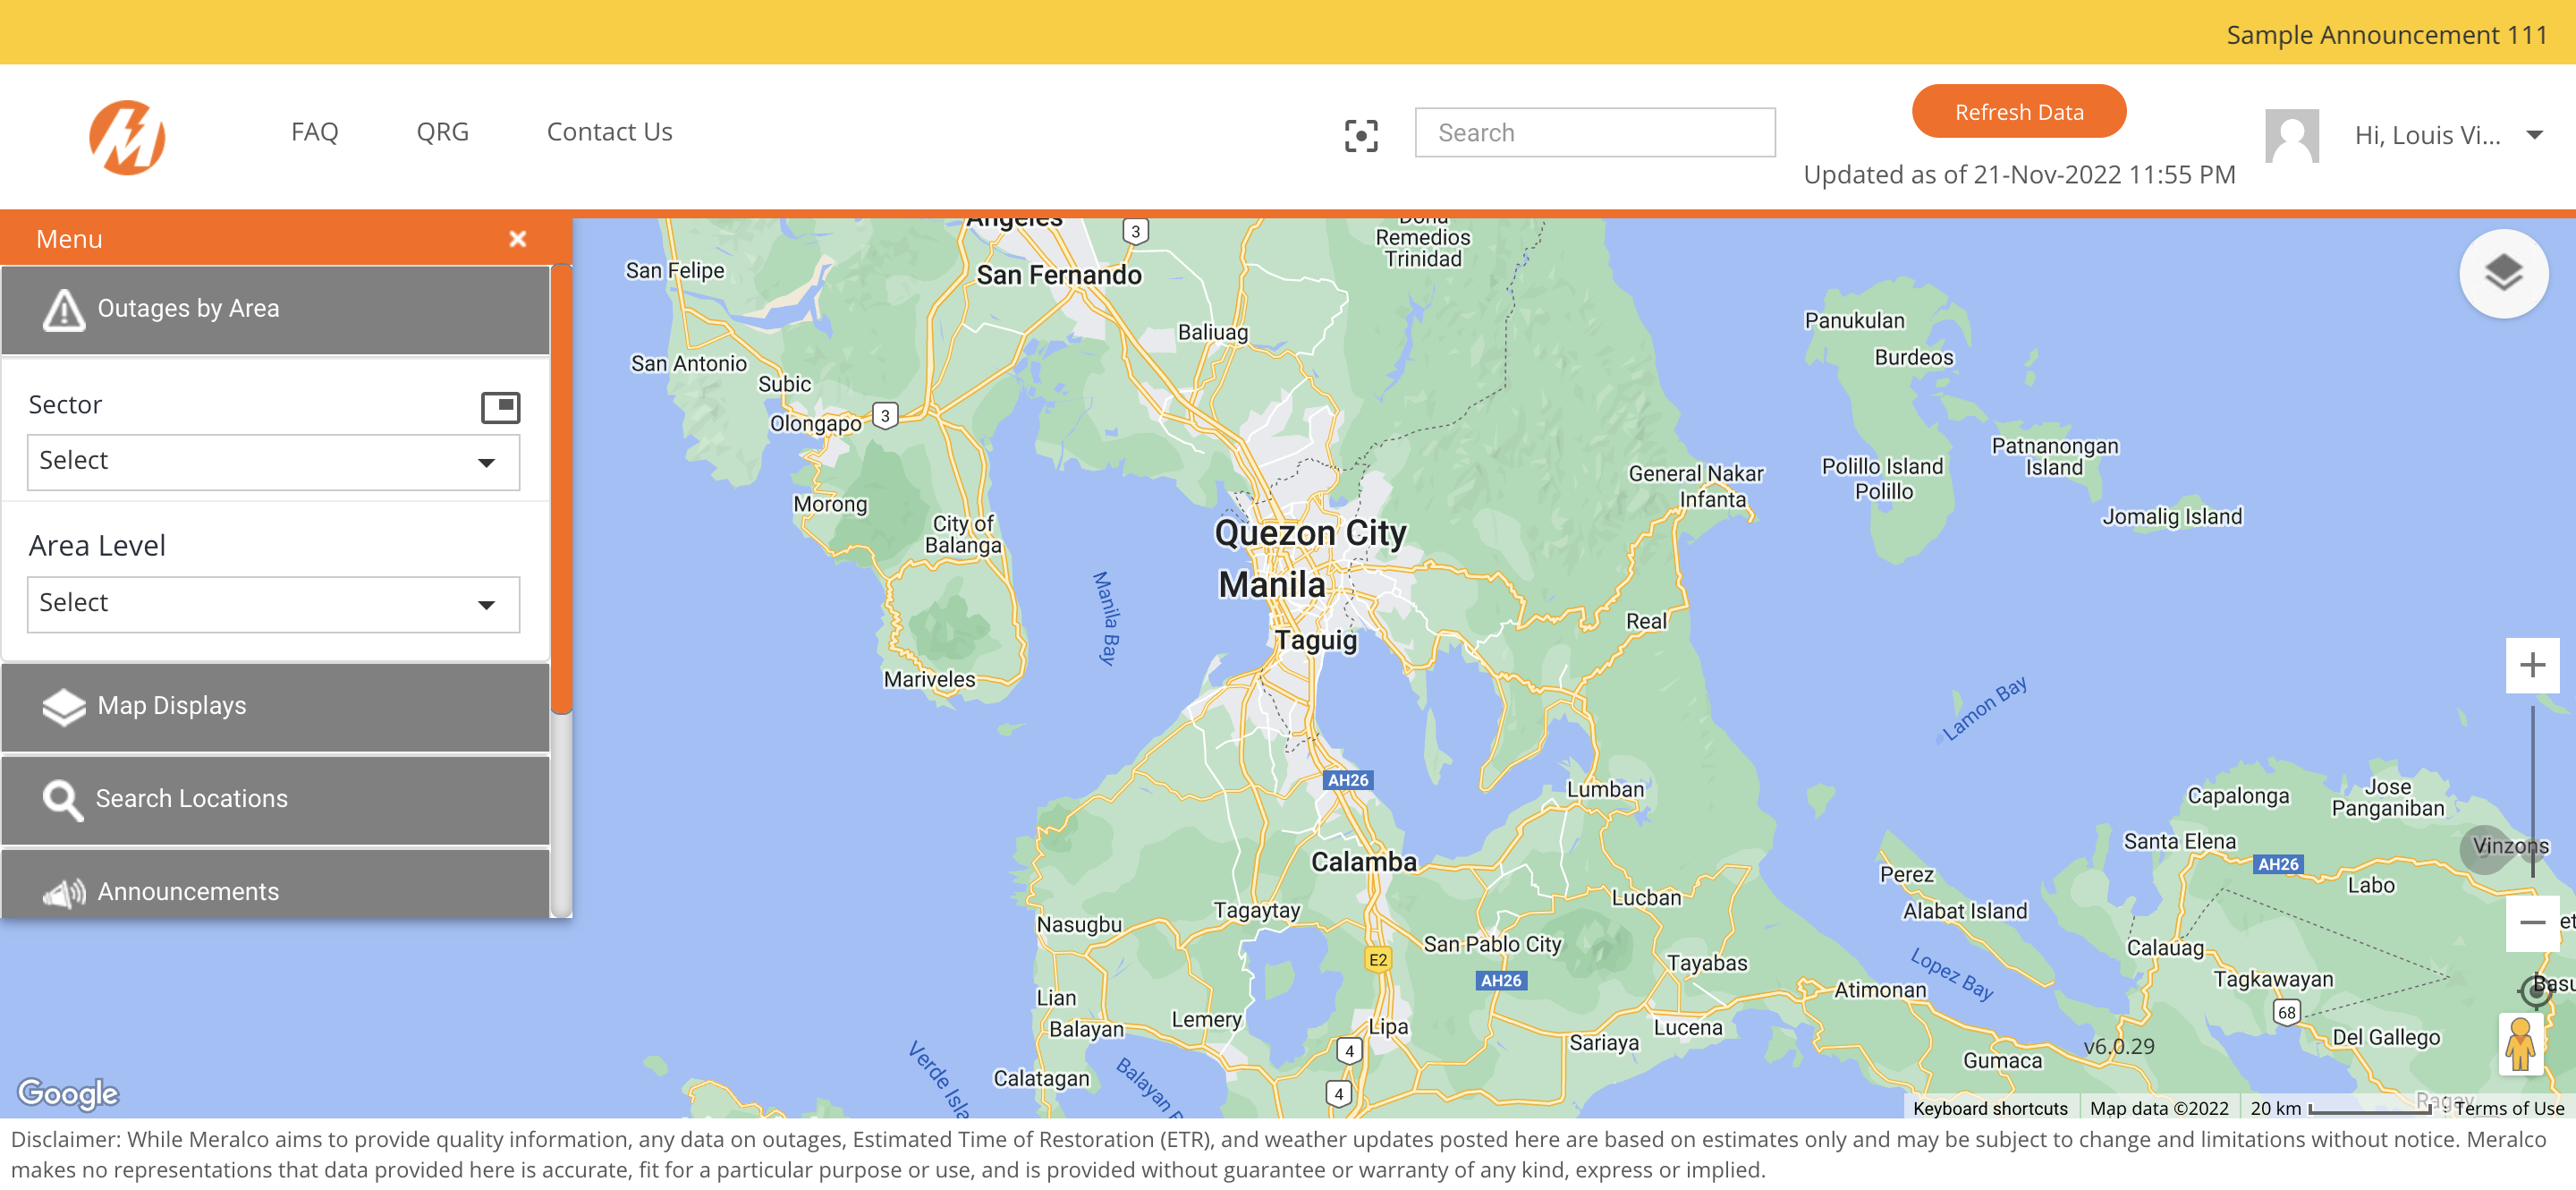 Sample Announcement 111
FAQ
QRG
Contact Us
Search
Refresh Data
Updated as of 21-Nov-2022 11:55 PM
Hi, Louis Vi...
Menu
Outages by Area
Sector
Select
Area Level
Select
Map Displays
Search Locations
Announcements
Angeles
3
Doña
Remedios
Trinidad
San Felipe
San Fernando
Panukulan
Baliuag
Burdeos
San Antonio
Subic
Olongapo
3
Patnanongan
Island
General Nakar
Polillo Island
Polillo
Infanta
Morong
City of
Balanga
Jomalig Island
Quezon City
Manila
Manila Bay
Real
Taguig
Mariveles
Lamon Bay
AH26
Lumban
Capalonga
Jose
Panganiban
Santa Elena
Vinzons
AH26
Calamba
Perez
Labo
Lucban
Tagaytay
Alabat Island
Nasugbu
San Pablo City
Calauag
E2
Tayabas
Lopez Bay
AH26
Tagkawayan
Atimonan
Lian
68
Lemery
Lipa
Lucena
Balayan
Sariaya
Del Gallego
v6.0.29
4
Gumaca
Verde Isla
Balayan
Calatagan
4
Ragay
Google
Keyboard shortcuts
Map data ©2022
20 km
Terms of Use
Disclaimer: While Meralco aims to provide quality information, any data on outages, Estimated Time of Restoration (ETR), and weather updates posted here are based on estimates only and may be subject to change and limitations without notice. Meralco
makes no representations that data provided here is accurate, fit for a particular purpose or use, and is provided without guarantee or warranty of any kind, express or implied.